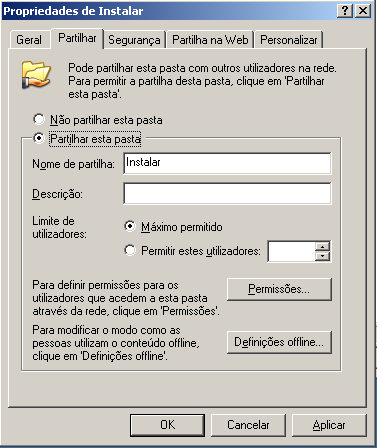 Propriedades de Instalar
Geral Partilhar Segurança Partilha na Web Personalizar
Pode partilhar esta pasta com outros utilizadores na rede.
Para permitir a partilha desta pasta, clique em 'Partilhar
esta pasta'.
Não partilhar esta pasta
Partilhar esta pasta
Nome de partilha: Instalar
Descrição:
Limite de
utilizadores:
Máximo permitido
Permitir estes utilizadores:
Para definir permissões para os
utilizadores que acedem a esta pasta
através da rede, clique em 'Permissões'.
Permissões...
Para modificar o modo como as
pessoas utilizam o conteúdo offline,
clique em 'Definições offline'.
Definições offline...
OK Cancelar Aplicar